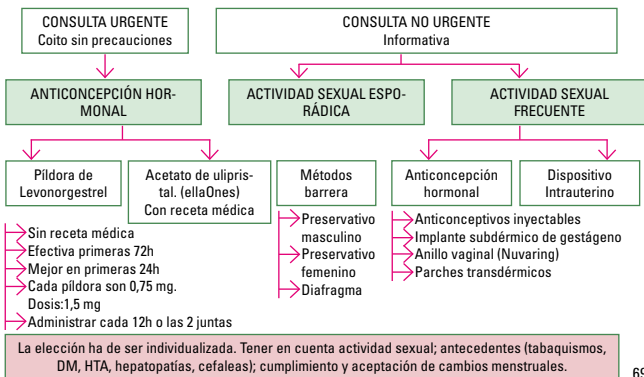 CONSULTA URGENTE
Coito sin precauciones
CONSULTA NO URGENTE
Informativa
ANTICONCEPCIÓN HOR-
MONAL
ACTIVIDAD SEXUAL ESPO-
RÁDICA
ACTIVIDAD SEXUAL
FRECUENTE
Píldora de
Levonorgestrel
Acetato de ulipris-
tal. (ellaOnes)
Con receta médica
Métodos
barrera
Anticoncepción
hormonal
Dispositivo
Intrauterino
Sin receta médica
Efectiva primeras 72h
Mejor en primeras 24h
Cada píldora son 0,75 mg.
Dosis:1,5 mg
Administrar cada 12h o las 2 juntas
Preservativo
masculino
Preservativo
femenino
Diafragma
Anticonceptivos inyectables
Implante subdérmico de gestágeno
Anillo vaginal (Nuvaring)
Parches transdérmicos
La elección ha de ser individualizada. Tener en cuenta actividad sexual; antecedentes (tabaquismos,
DM, HTA, hepatopatías, cefaleas); cumplimiento y aceptación de cambios menstruales.